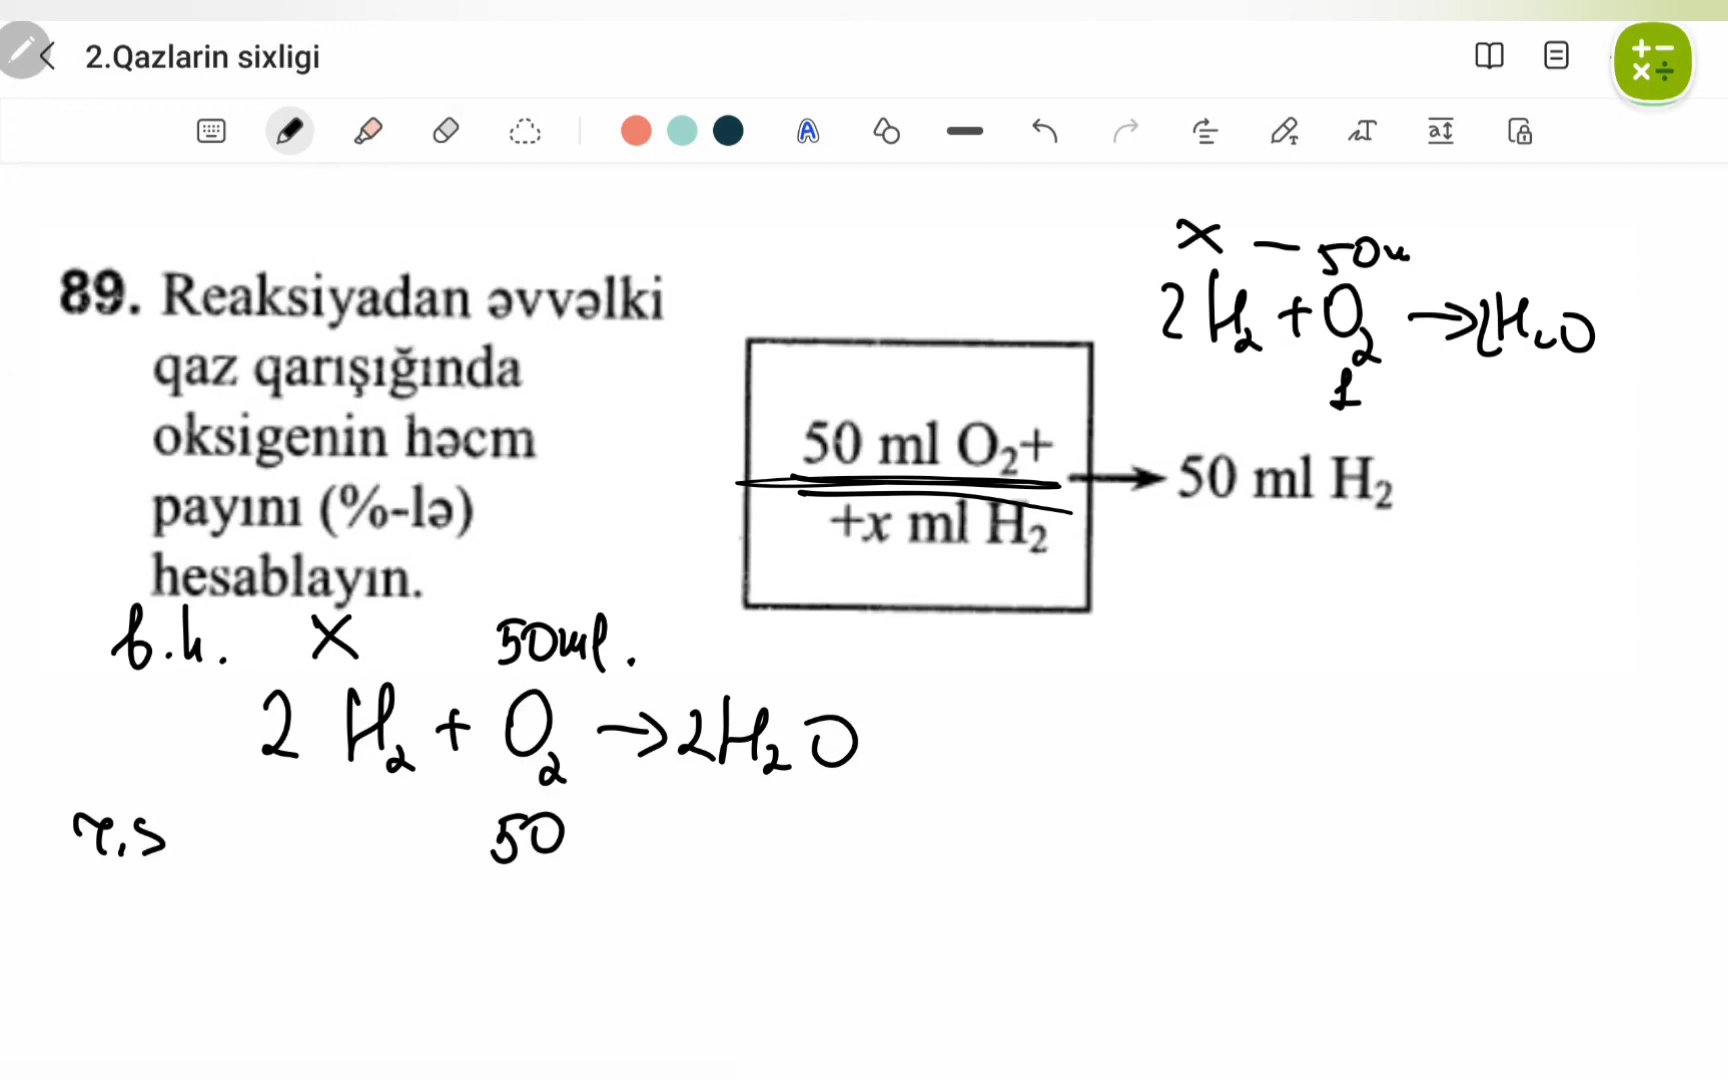 2.Qazlarin sixligi
x — 50m
2H₂ + O₂ → 2H₂O
1
89. Reaksiyadan əvvəlki
qaz qarışığında
oksigenin həcm
payını (%-lə)
hesablayın.
50 ml O₂+
+x ml H₂
50 ml H₂
b.h. x 50ml.
2 H₂ + O₂ → 2H₂O
r.s 50